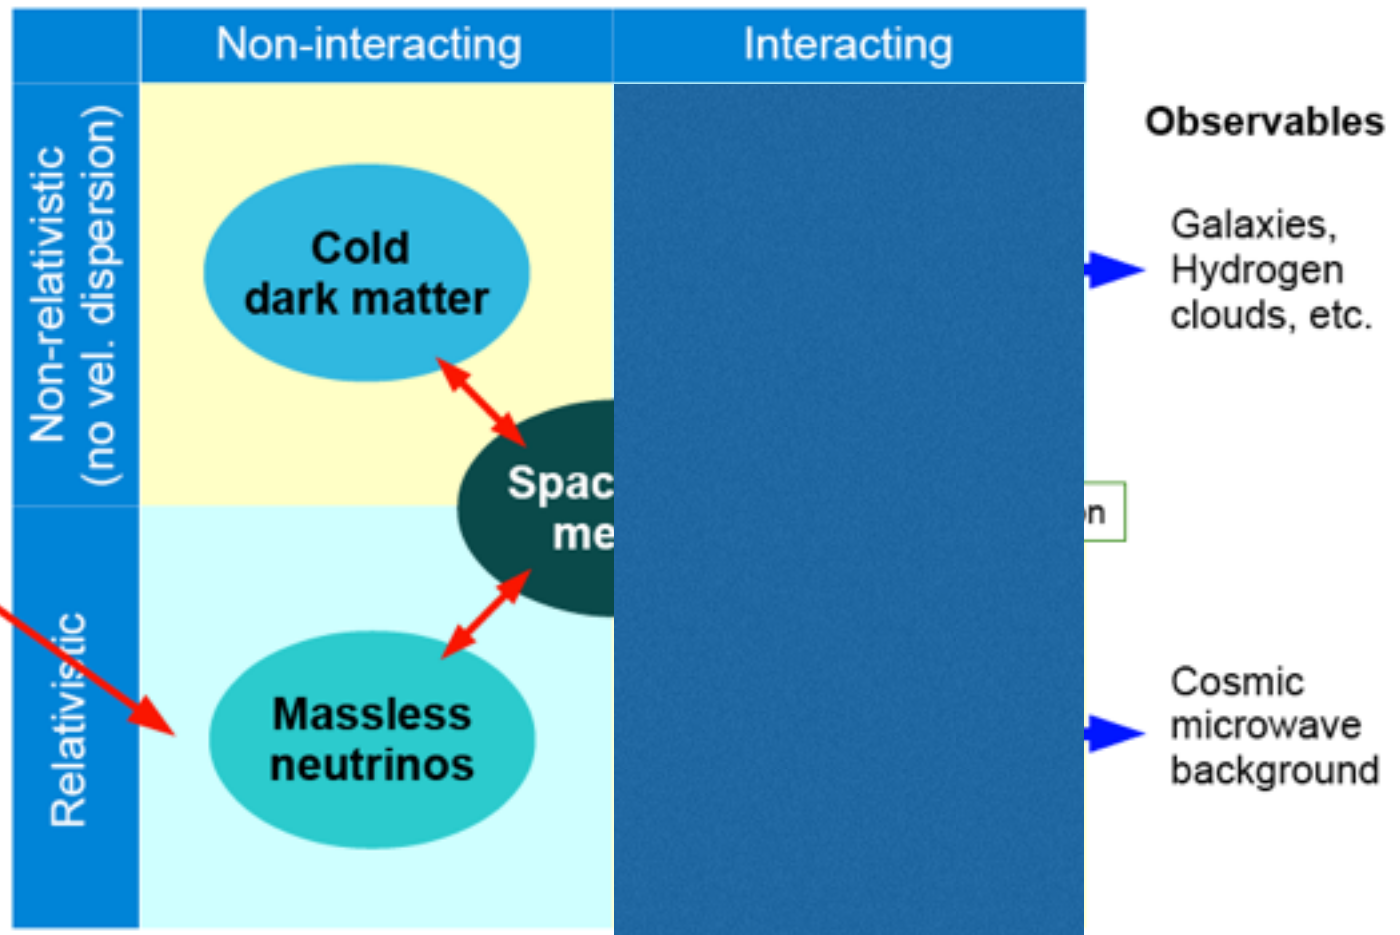 Non-interacting
Interacting
Non-relativistic
(no vel. dispersion)
Cold
dark matter
Observables
Galaxies,
Hydrogen
clouds, etc.
Relativistic
Massless
neutrinos
Cosmic
microwave
background